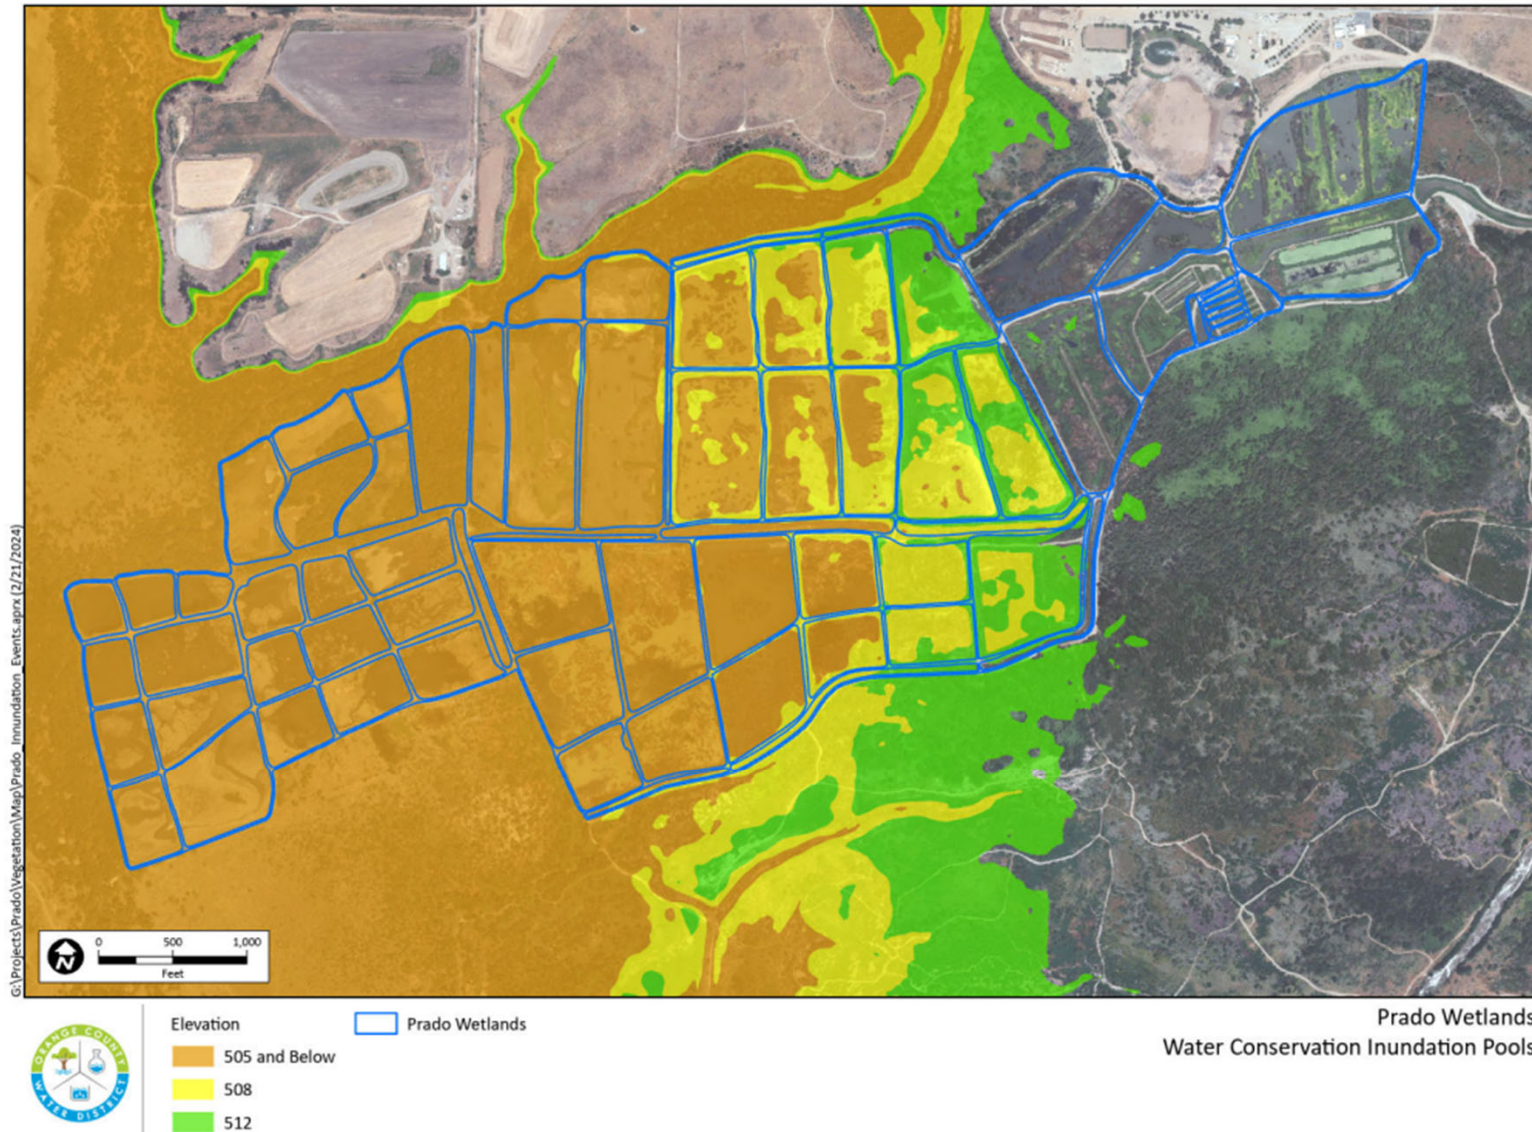 G:\Projects\Prado\Vegetation\Map\Prado_Innundation_Events.aprx (2/21/2024)
N
0 500 1,000
Feet
ORANGE COUNTY
WATER DISTRICT
Elevation
505 and Below
508
512
Prado Wetlands
Prado Wetlands
Water Conservation Inundation Pools